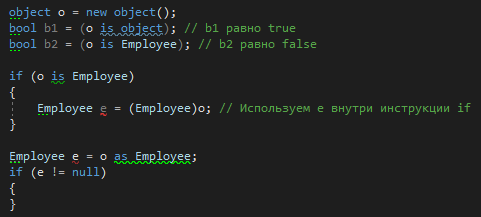 object o = new object();
bool b1 = (o is object); // b1 равно true
bool b2 = (o is Employee); // b2 равно false
if (o is Employee)
{
Employee e = (Employee)o; // Используем e внутри инструкции if
}
Employee e = o as Employee;
if (e != null)
{
}